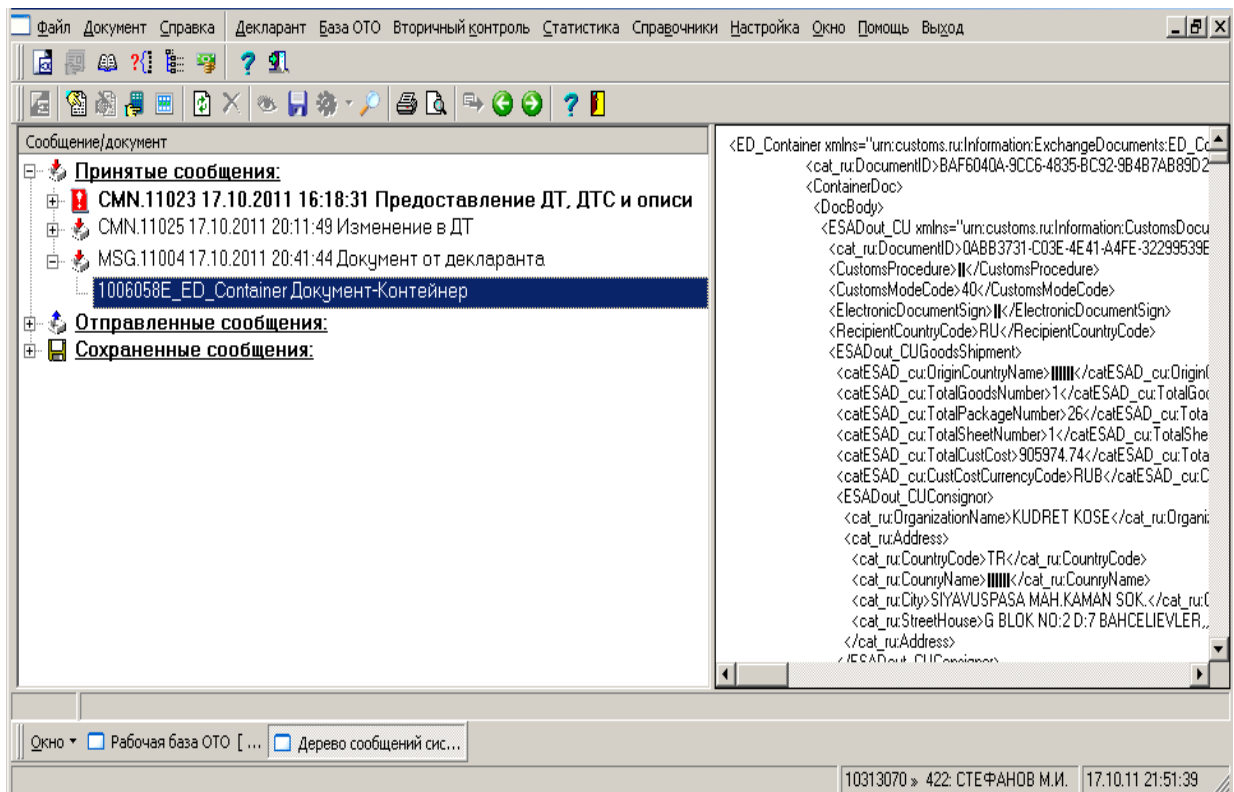 Файл Документ Справка Декларант База ОТО Вторичный контроль Статистика Справочники Настройка Окно Помощь Выход
Сообщение/документ
Принятые сообщения:
CMN.11023 17.10.2011 16:18:31 Предоставление ДТ, ДТС и описи
CMN.11025 17.10.2011 20:11:49 Изменение в ДТ
MSG.11004 17.10.2011 20:41:44 Документ от декларанта
1006058E_ED_Container Документ-Контейнер
Отправленные сообщения:
Сохраненные сообщения:
<ED_Container xmlns="urn:customs.ru:Information:ExchangeDocuments:ED_Co
<cat_ru:DocumentID>BAF6040A-9CC6-4835-BC92-9B4B7AB89D2
<ContainerDoc>
<DocBody>
<ESADout_CU xmlns="urn:customs.ru:Information:CustomsDocu
<cat_ru:DocumentID>0ABB3731-C03E-4E41-A4FE-32299539E
<CustomsProcedure>||</CustomsProcedure>
<CustomsModeCode>40</CustomsModeCode>
<ElectronicDocumentSign>||</ElectronicDocumentSign>
<RecipientCountryCode>RU</RecipientCountryCode>
<ESADout_CUGoodsShipment>
<catESAD_cu:OriginCountryName>||||||</catESAD_cu:Origin
<catESAD_cu:TotalGoodsNumber>1</catESAD_cu:TotalGoo
<catESAD_cu:TotalPackageNumber>26</catESAD_cu:Tota
<catESAD_cu:TotalSheetNumber>1</catESAD_cu:TotalShe
<catESAD_cu:TotalCustCost>905974.74</catESAD_cu:Tota
<catESAD_cu:CustCostCurrencyCode>RUB</catESAD_cu:C
<ESADout_CUConsignor>
<cat_ru:OrganizationName>KUDRET KOSE</cat_ru:Organi
<cat_ru:Address>
<cat_ru:CountryCode>TR</cat_ru:CountryCode>
<cat_ru:CounryName>||||||</cat_ru:CounryName>
<cat_ru:City>SIYAVUSPASA MAH.KAMAN SOK.</cat_ru:
<cat_ru:StreetHouse>G BLOK NO:2 D:7 BAHCELIEVLER,,
</cat_ru:Address>
</ESADout_CUConsignor>
Окно Рабочая база ОТО [ ... Дерево сообщений сис...
10313070 » 422: СТЕФАНОВ М.И. 17.10.11 21:51:39